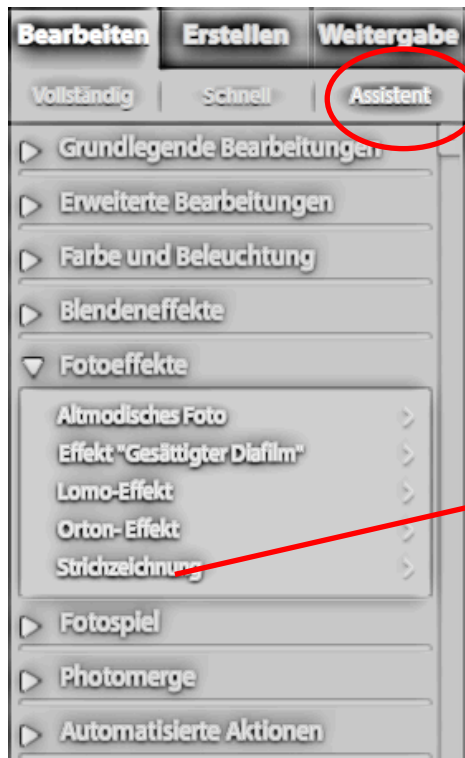 Bearbeiten Erstellen Weitergabe
Vollständig Schnell Assistent
Grundlegende Bearbeitungen
Erweiterte Bearbeitungen
Farbe und Beleuchtung
Blendeneffekte
Fotoeffekte
Altmodisches Foto
Effekt "Gesättigter Diafilm"
Lomo-Effekt
Orton- Effekt
Strichzeichnung
Fotospiel
Photomerge
Automatisierte Aktionen